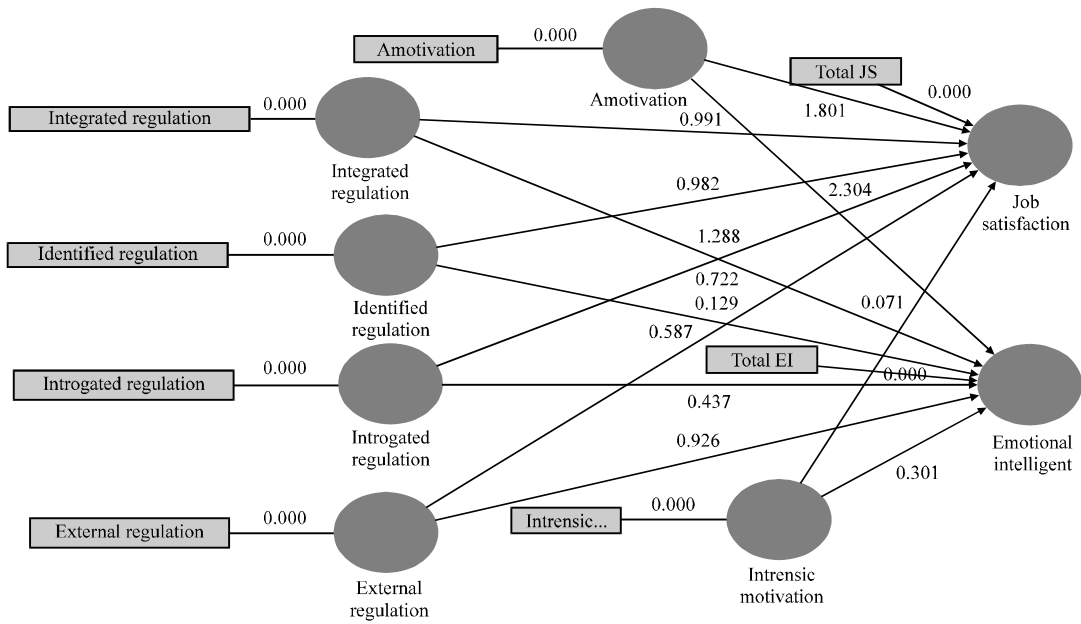 0.000
Amotivation
Total JS
Amotivation
0.000
0.000
1.801
Integrated regulation
0.991
Integrated
regulation
0.982
2.304
Job
satisfaction
0.000
Identified regulation
1.288
0.722
0.071
0.129
Identified
regulation
0.587
Total EI
0.000
0.000
Introgated regulation
0.437
Introgated
regulation
0.926
Emotional
intelligent
0.301
0.000
0.000
External regulation
Intrensic...
Intrensic
motivation
External
regulation